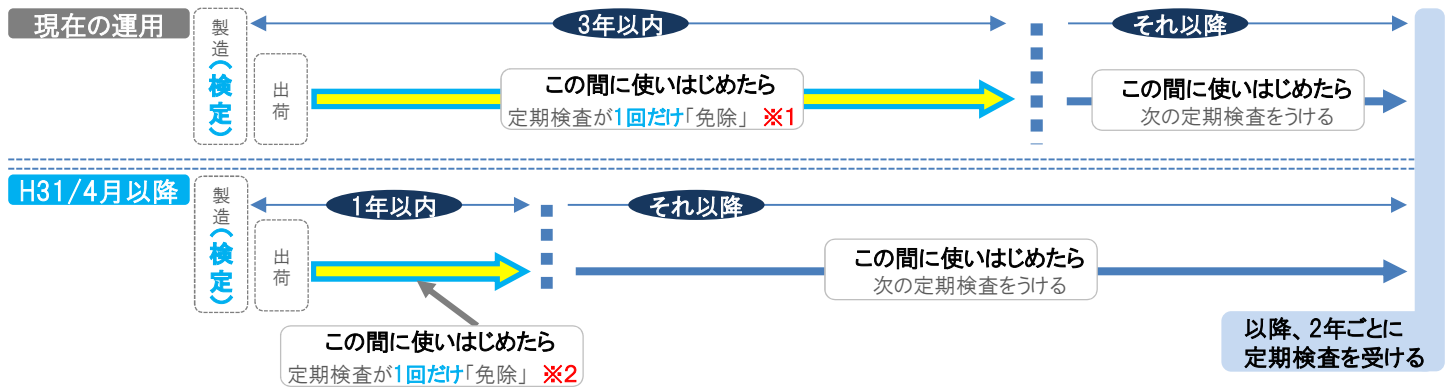 現在の運用
製造(検定)
出荷
3年以内
それ以降
この間に使いはじめたら
定期検査が1回だけ「免除」 ※1
この間に使いはじめたら
次の定期検査をうける
H31/4月以降
製造(検定)
出荷
1年以内
それ以降
この間に使いはじめたら
次の定期検査をうける
この間に使いはじめたら
定期検査が1回だけ「免除」 ※2
以降、2年ごとに
定期検査を受ける